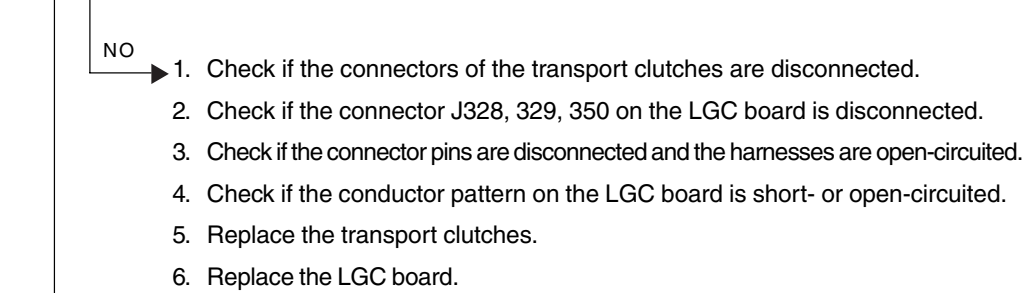 NO
1. Check if the connectors of the transport clutches are disconnected.
2. Check if the connector J328, 329, 350 on the LGC board is disconnected.
3. Check if the connector pins are disconnected and the harnesses are open-circuited.
4. Check if the conductor pattern on the LGC board is short- or open-circuited.
5. Replace the transport clutches.
6. Replace the LGC board.